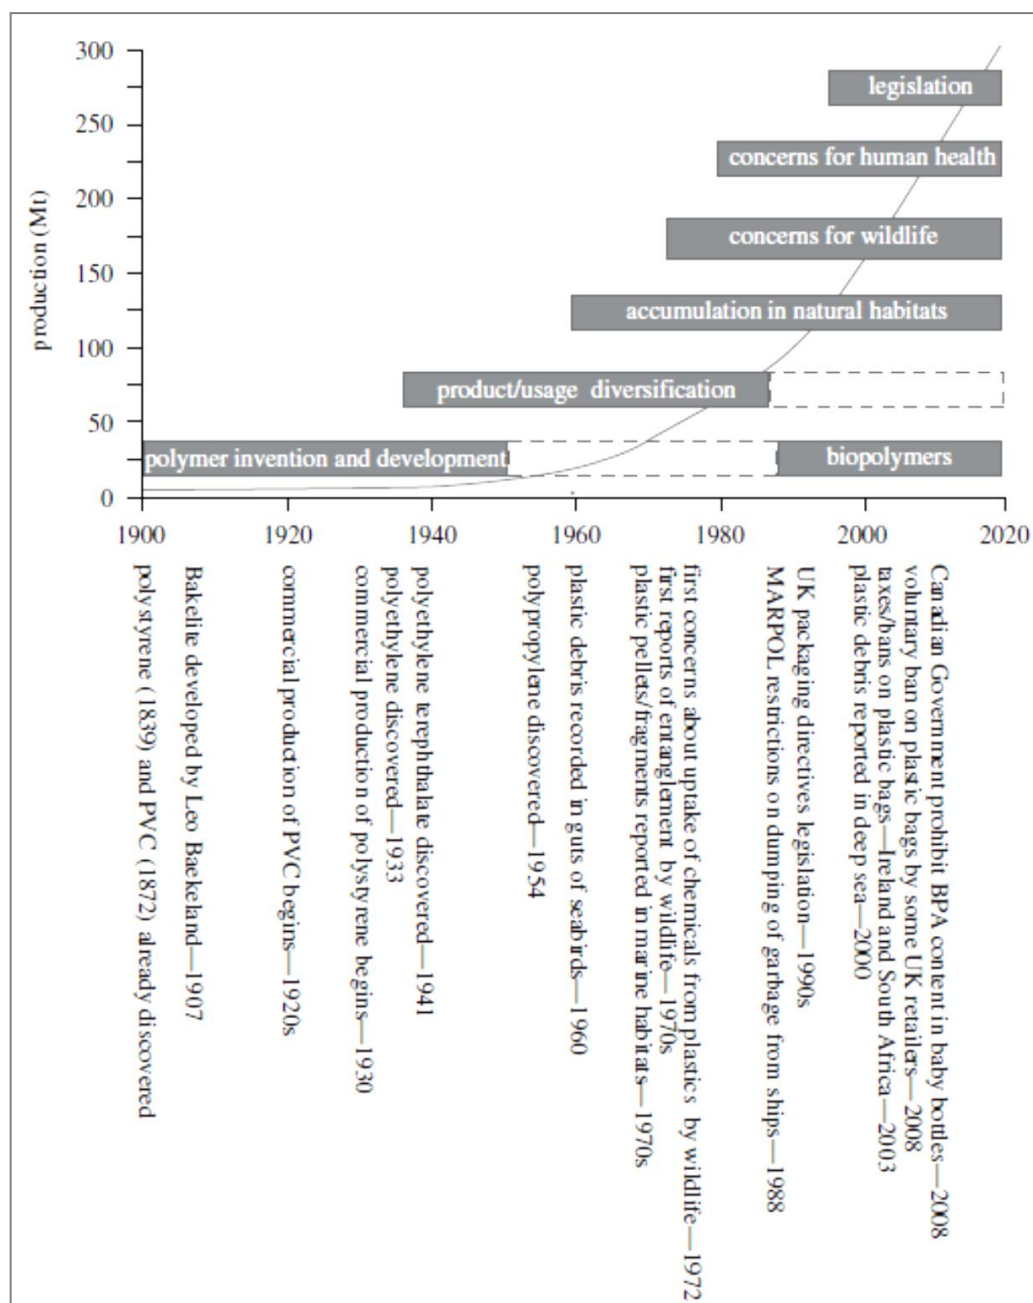 300
250
200
150
100
50
0
production (Mt)
legislation
concerns for human health
concerns for wildlife
accumulation in natural habitats
product/usage diversification
polymer invention and development
biopolymers
1900
1920
1940
1960
1980
2000
2020
polystyrene (1839) and PVC (1872) already discovered
Bakelite developed by Leo Baekeland—1907
commercial production of PVC begins—1920s
commercial production of polystyrene begins—1930
polyethylene discovered—1933
polyethylene terephthalate discovered—1941
polypropylene discovered—1954
plastic debris recorded in guts of seabirds—1960
plastic pellets/fragments reported in marine habitats—1970s
first reports of entanglement by wildlife—1970s
first concerns about uptake of chemicals from plastics by wildlife—1972
MARPOL restrictions on dumping of garbage from ships—1988
UK packaging directives legislation—1990s
plastic debris reported in deep sea—2000
taxes/bans on plastic bags—Ireland and South Africa—2003
voluntary ban on plastic bags by some UK retailers—2008
Canadian Government prohibit BPA content in baby bottles—2008